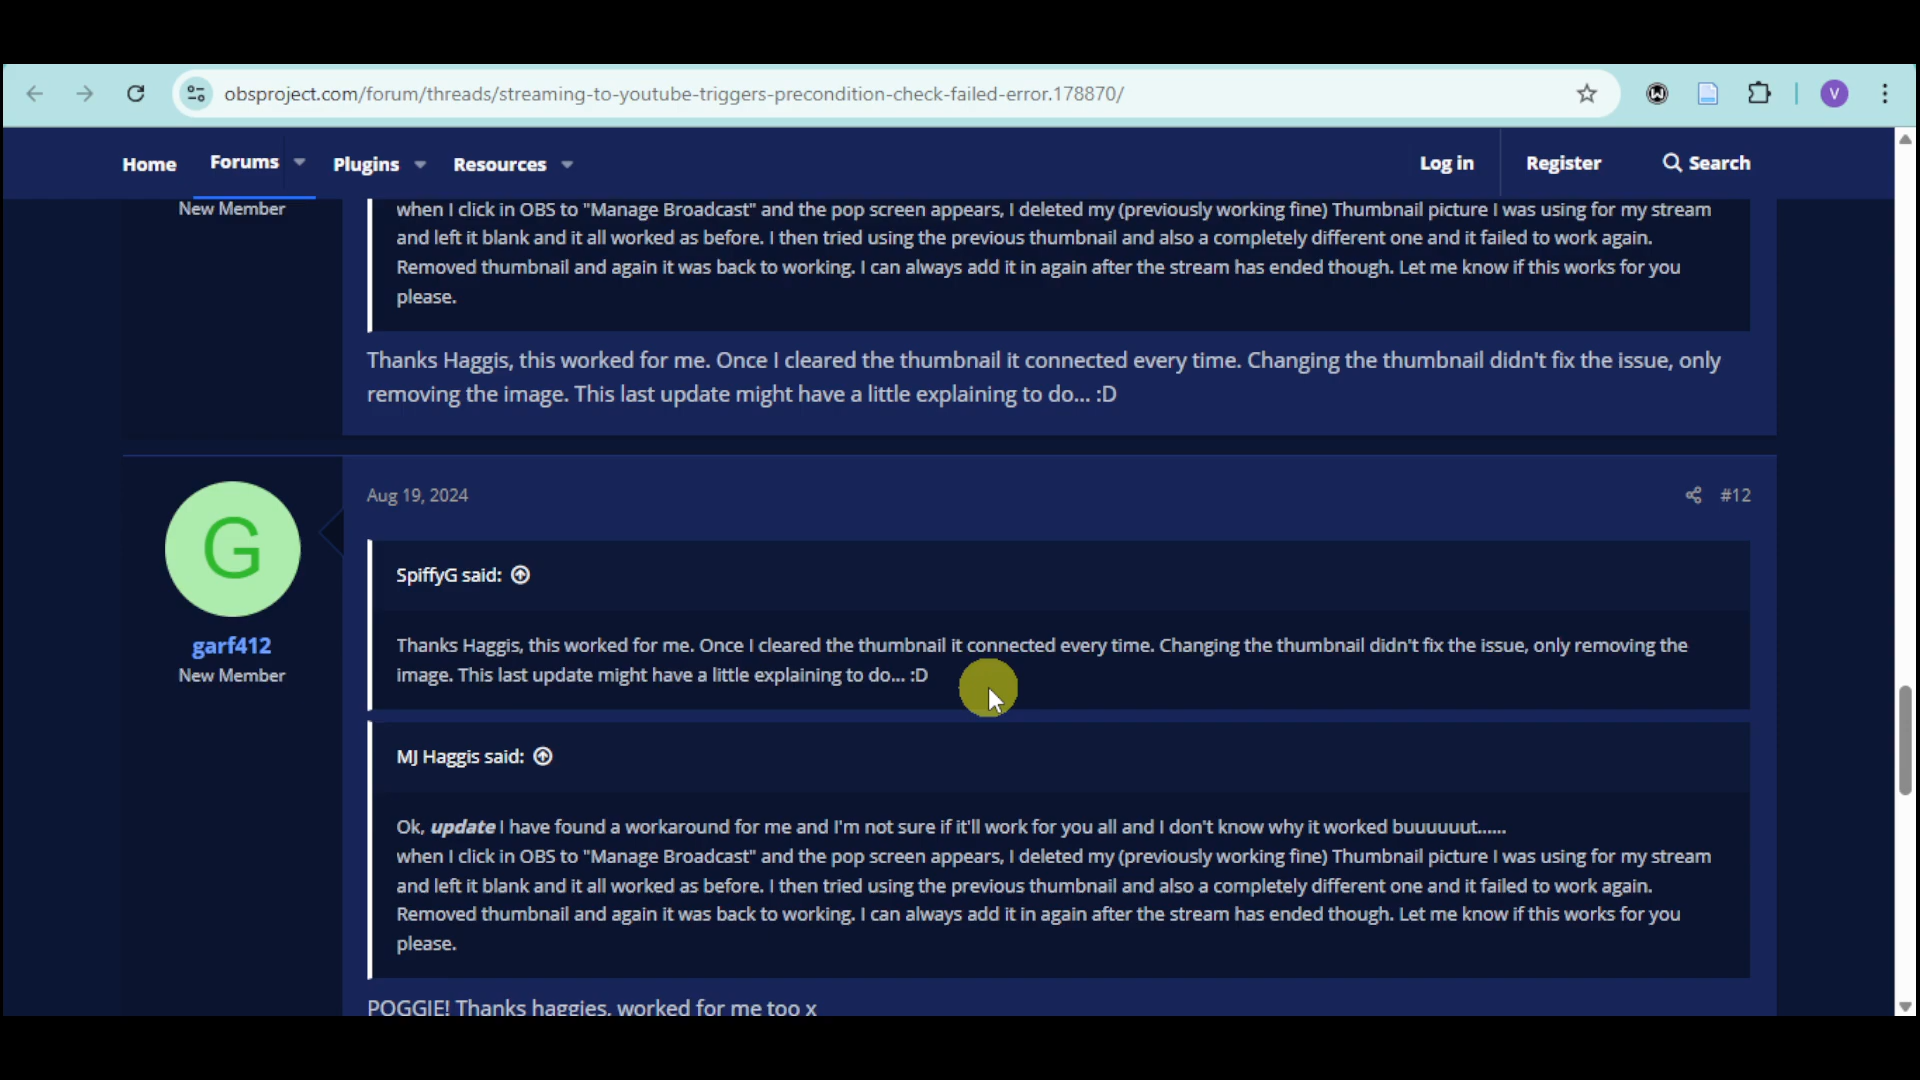 obsproject.com/forum/threads/streaming-to-youtube-triggers-precondition-check-failed-error.178870/
W
V
Home
Forums
Plugins
Resources
Log in
Register
Search
New Member
when I click in OBS to "Manage Broadcast" and the pop screen appears, I deleted my (previously working fine) Thumbnail picture I was using for my stream
and left it blank and it all worked as before. I then tried using the previous thumbnail and also a completely different one and it failed to work again.
Removed thumbnail and again it was back to working. I can always add it in again after the stream has ended though. Let me know if this works for you
please.
Thanks Haggis, this worked for me. Once I cleared the thumbnail it connected every time. Changing the thumbnail didn't fix the issue, only
removing the image. This last update might have a little explaining to do... :D
G
garf412
New Member
Aug 19, 2024
#12
SpiffyG said:
Thanks Haggis, this worked for me. Once I cleared the thumbnail it connected every time. Changing the thumbnail didn't fix the issue, only removing the
image. This last update might have a little explaining to do... :D
MJ Haggis said:
Ok, update I have found a workaround for me and I'm not sure if it'll work for you all and I don't know why it worked buuuuut......
when I click in OBS to "Manage Broadcast" and the pop screen appears, I deleted my (previously working fine) Thumbnail picture I was using for my stream
and left it blank and it all worked as before. I then tried using the previous thumbnail and also a completely different one and it failed to work again.
Removed thumbnail and again it was back to working. I can always add it in again after the stream has ended though. Let me know if this works for you
please.
POGGIE! Thanks haggies, worked for me too x